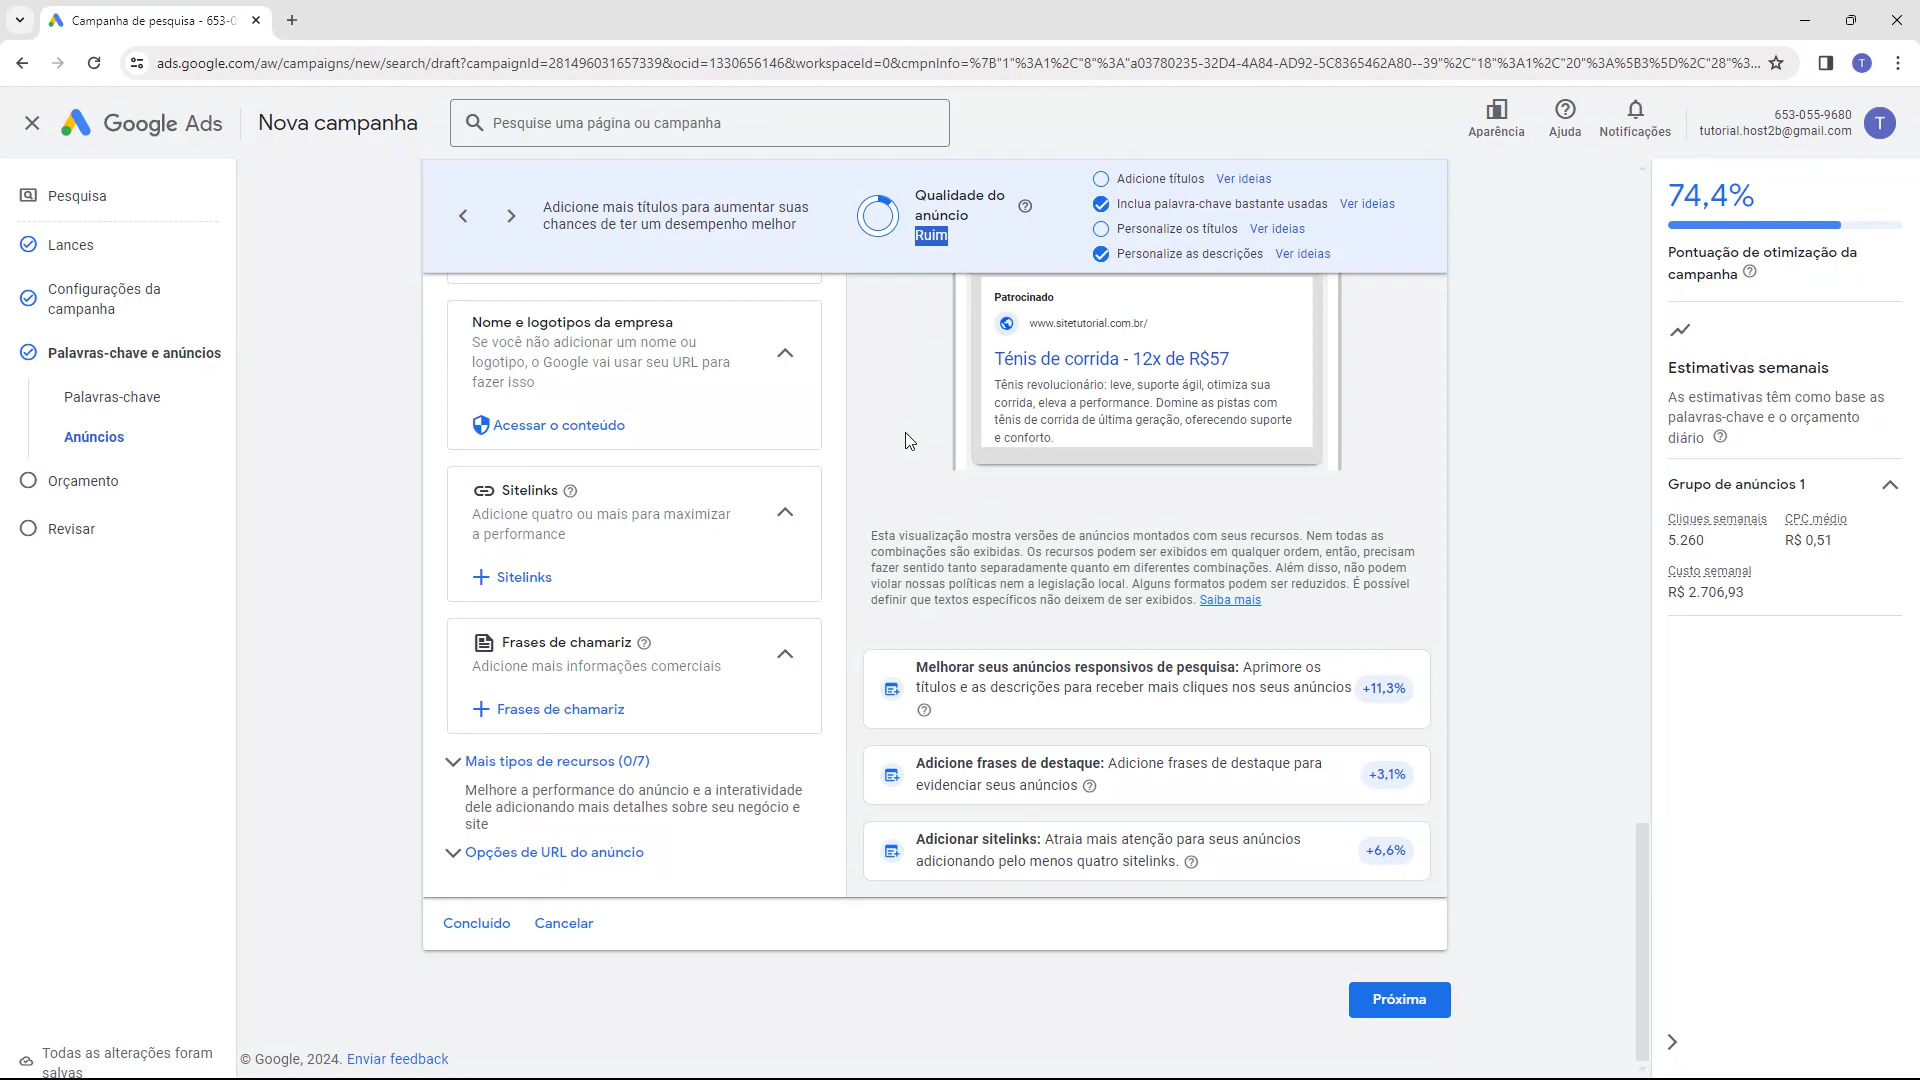 Campanha de pesquisa - 653-0
ads.google.com/aw/campaigns/new/search/draft?campaignId=281496031657339&ocid=1330656146&workspaceId=0&cmpnInfo=%7B"1"%3A1%2C"8"%3A"a03780235-32D4-4A84-AD92-5C8365462A80--39"%2C"18"%3A1%2C"20"%3A%5B3%5D%2C"28"%3...
T
Google Ads
Nova campanha
Pesquise uma página ou campanha
Aparência
Ajuda
Notificações
653-055-9680
tutorial.host2b@gmail.com
T
Pesquisa
Lances
Configurações da
campanha
Palavras-chave e anúncios
Palavras-chave
Anúncios
Orçamento
Revisar
Todas as alterações foram
salvas
Adicione mais títulos para aumentar suas
chances de ter um desempenho melhor
Qualidade do
anúncio
Ruim
Adicione títulos Ver ideias
Inclua palavra-chave bastante usadas Ver ideias
Personalize os títulos Ver ideias
Personalize as descrições Ver ideias
Nome e logotipos da empresa
Se você não adicionar um nome ou
logotipo, o Google vai usar seu URL para
fazer isso
Acessar o conteúdo
Sitelinks
Adicione quatro ou mais para maximizar
a performance
Sitelinks
Frases de chamariz
Adicione mais informações comerciais
Frases de chamariz
Mais tipos de recursos (0/7)
Melhore a performance do anúncio e a interatividade
dele adicionando mais detalhes sobre seu negócio e
site
Opções de URL do anúncio
Patrocinado
www.sitetutorial.com.br/
Ténis de corrida - 12x de R$57
Tênis revolucionário: leve, suporte ágil, otimiza sua
corrida, eleva a performance. Domine as pistas com
tênis de corrida de última geração, oferecendo suporte
e conforto.
Esta visualização mostra versões de anúncios montados com seus recursos. Nem todas as
combinações são exibidas. Os recursos podem ser exibidos em qualquer ordem, então, precisam
fazer sentido tanto separadamente quanto em diferentes combinações. Além disso, não podem
violar nossas políticas nem a legislação local. Alguns formatos podem ser reduzidos. É possível
definir que textos específicos não deixem de ser exibidos. Saiba mais
Melhorar seus anúncios responsivos de pesquisa: Aprimore os
títulos e as descrições para receber mais cliques nos seus anúncios
+11,3%
Adicione frases de destaque: Adicione frases de destaque para
evidenciar seus anúncios
+3,1%
Adicionar sitelinks: Atraia mais atenção para seus anúncios
adicionando pelo menos quatro sitelinks.
+6,6%
Concluído
Cancelar
Próxima
© Google, 2024. Enviar feedback
74,4%
Pontuação de otimização da
campanha
Estimativas semanais
As estimativas têm como base as
palavras-chave e o orçamento
diário
Grupo de anúncios 1
Cliques semanais
5.260
CPC médio
R$ 0,51
Custo semanal
R$ 2.706,93